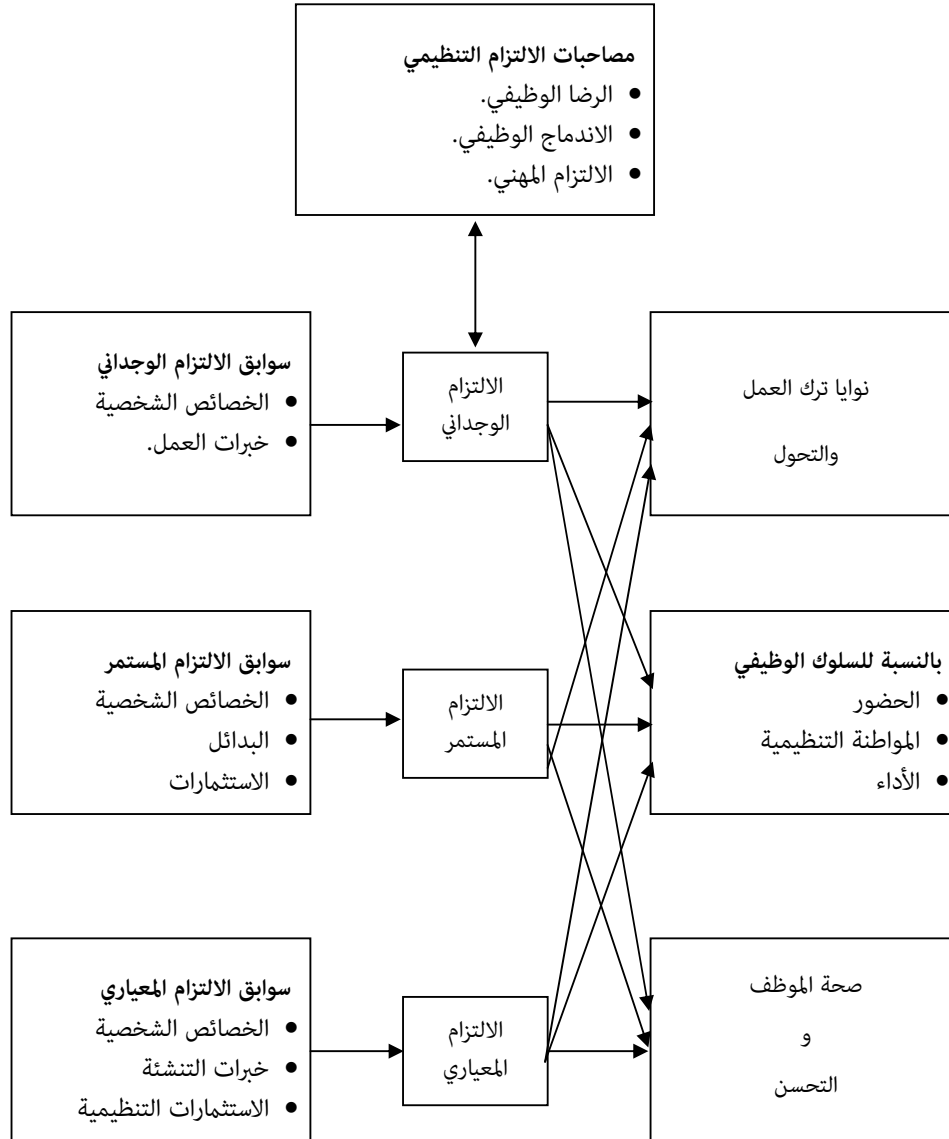 مصاحبات الالتزام التنظيمي
• الرضا الوظيفي.
• الاندماج الوظيفي.
• الالتزام المهني.
سوابق الالتزام الوجداني
• الخصائص الشخصية
• خبرات العمل.
الالتزام
الوجداني
نوايا ترك العمل
والتحول
سوابق الالتزام المستمر
• الخصائص الشخصية
• البدائل
• الاستثمارات
الالتزام
المستمر
بالنسبة للسلوك الوظيفي
• الحضور
• المواطنة التنظيمية
• الأداء
سوابق الالتزام المعياري
• الخصائص الشخصية
• خبرات التنشئة
• الاستثمارات التنظيمية
الالتزام
المعياري
صحة الموظف
و
التحسن